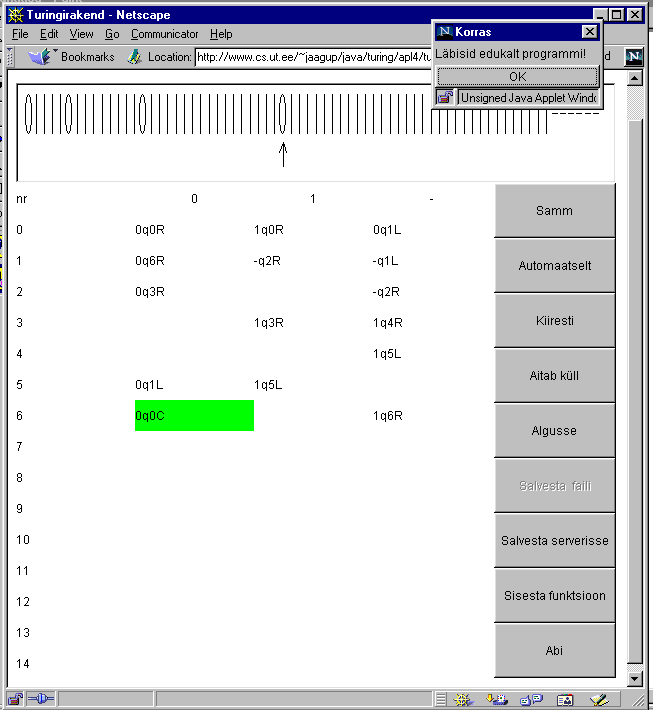 Turingirakend - Netscape
File Edit View Go Communicator Help
Bookmarks Location: http://www.cs.ut.ee/~jaagup/java/turing/apl4/tu
Korras
Läbisid edukalt programmi!
OK
Unsigned Java Applet Windo
nr 0 1 -
0 0q0R 1q0R 0q1L
1 0q6R -q2R -q1L
2 0q3R -q2R
3 1q3R 1q4R
4 1q5L
5 0q1L 1q5L
6 0q0C 1q6R
7
8
9
10
11
12
13
14
Samm
Automaatselt
Kiiresti
Aitab küll
Algusse
Salvesta faili
Salvesta serverisse
Sisesta funktsioon
Abi